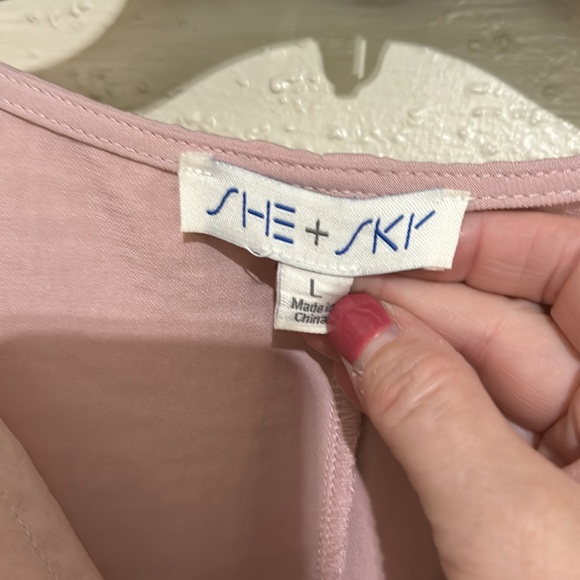 SHE + SKY
L
Made in
China